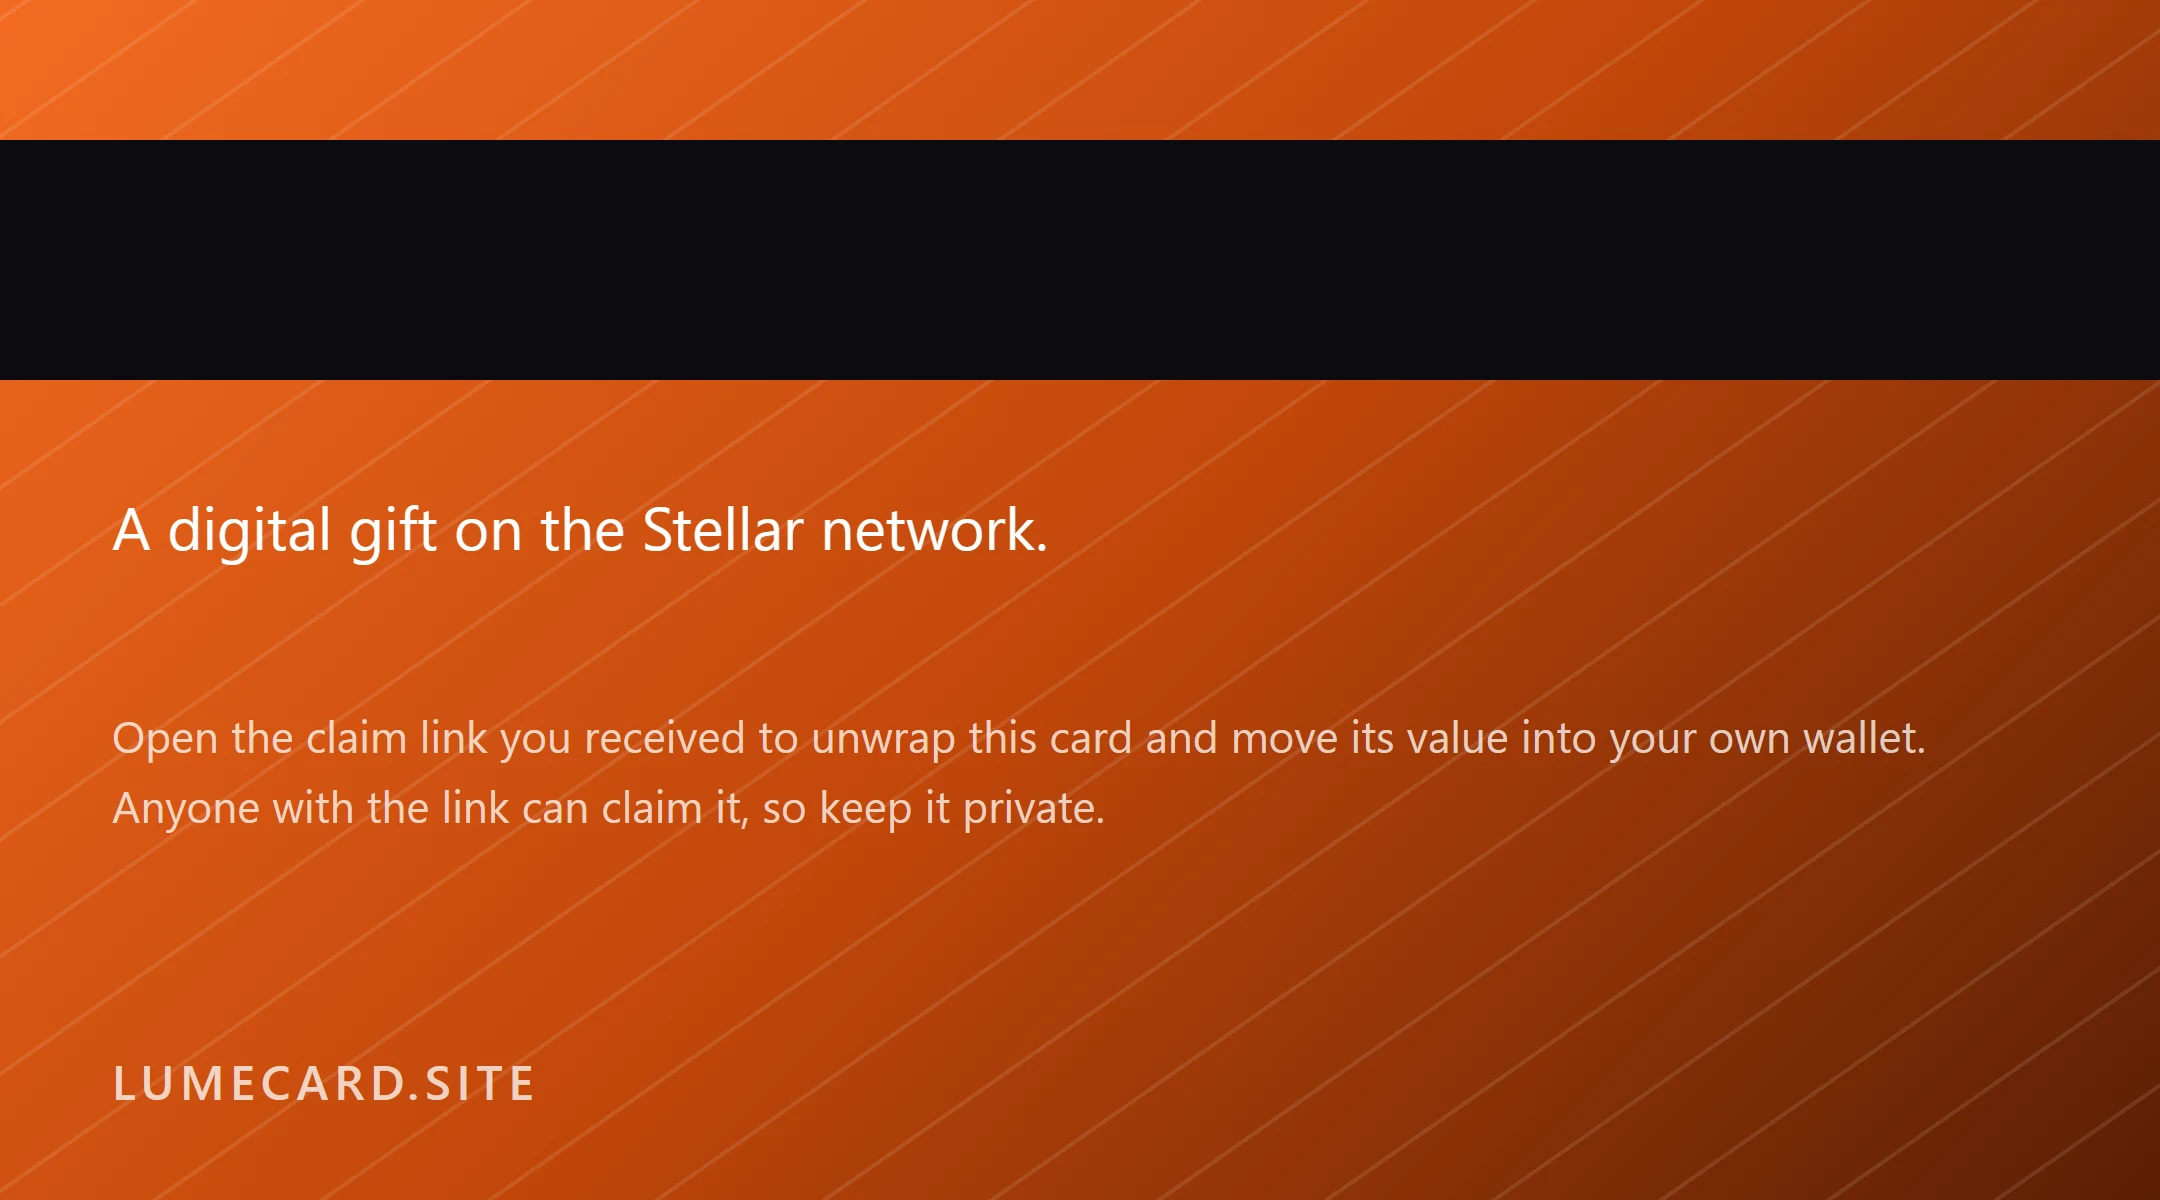 A digital gift on the Stellar network.
Open the claim link you received to unwrap this card and move its value into your own wallet.
Anyone with the link can claim it, so keep it private.
LUMECARD.SITE